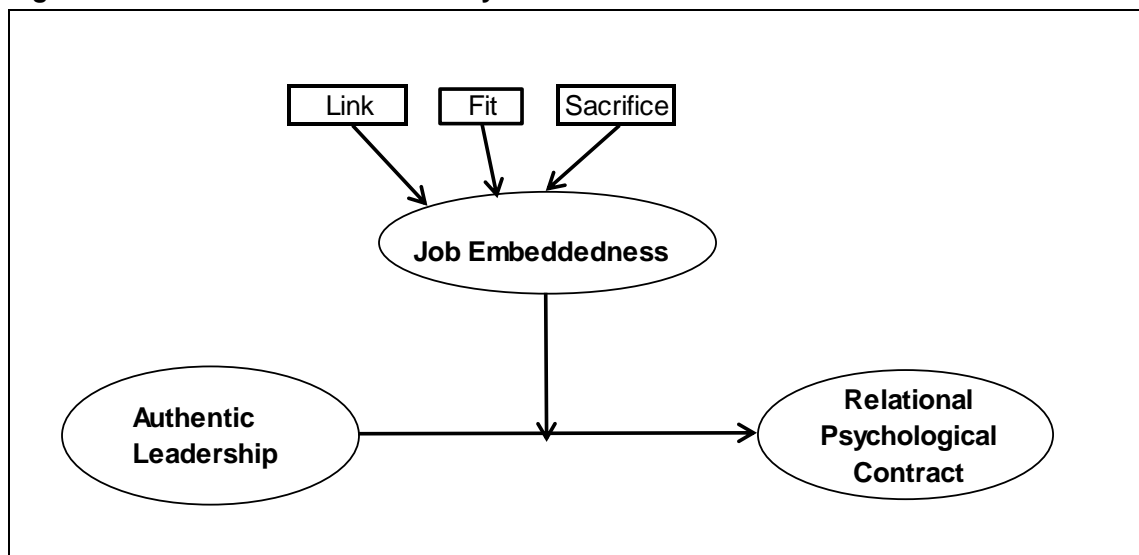 Link Fit Sacrifice
Job Embeddedness
Authentic
Leadership
Relational
Psychological
Contract